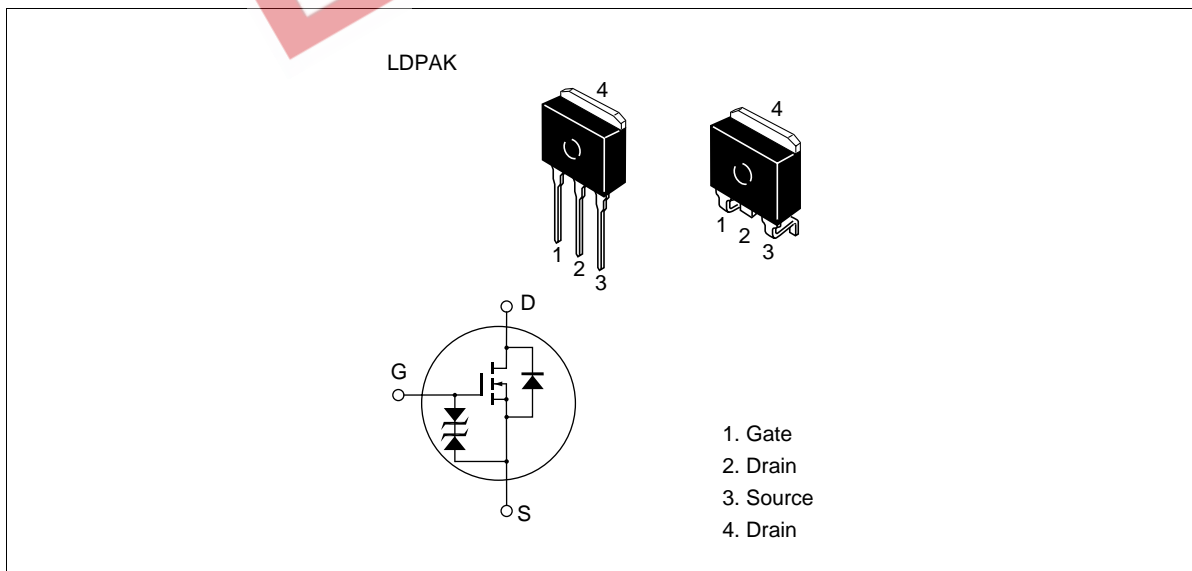 LDPAK
4
4
1
2
3
1
2
3
D
G
S
1. Gate
2. Drain
3. Source
4. Drain